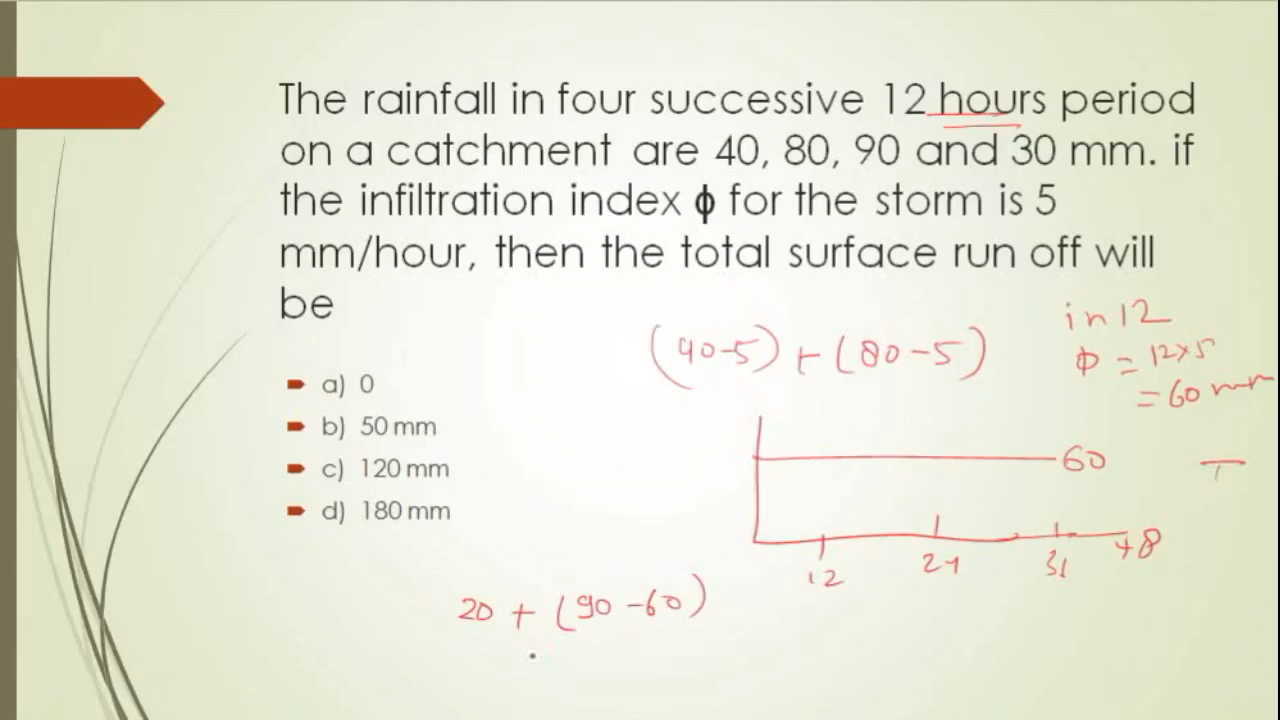 The rainfall in four successive 12 hours period
on a catchment are 40, 80, 90 and 30 mm. if
the infiltration index ϕ for the storm is 5
mm/hour, then the total surface run off will
be
in 12
(90-5) + (80-5)
ϕ = 12×5
= 60 mm
a) 0
b) 50 mm
c) 120 mm
d) 180 mm
60
12 24 31 48
20 + (90-60)